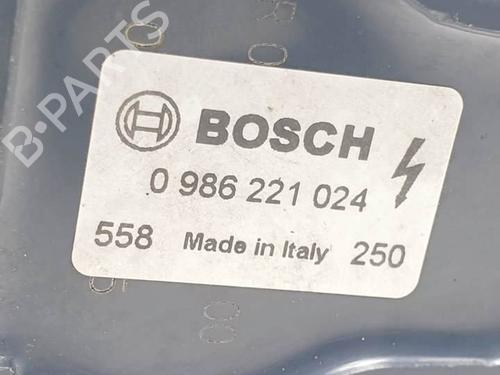 B-PARTS
BOSCH
0 986 221 024
558 Made in Italy 250